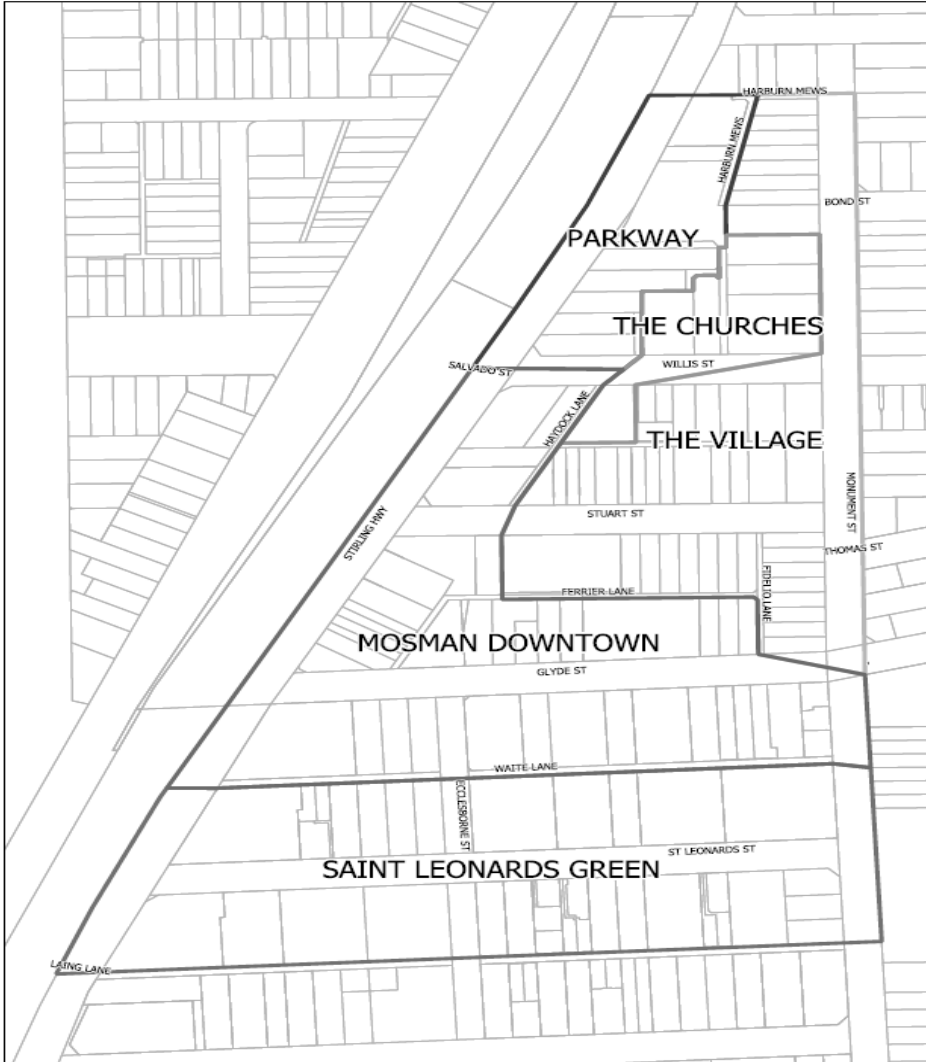 HARBURN MEWS
HARBURN MEWS
BOND ST
PARKWAY
THE CHURCHES
SALVADO ST
WILLIS ST
HAYDOCK LANE
THE VILLAGE
MONUMENT ST
STUART ST
STIRLING HWY
THOMAS ST
FIDELIO LANE
FERRIER LANE
MOSMAN DOWNTOWN
GLYDE ST
WAITE LANE
ECCLESBORNE ST
ST LEONARDS ST
SAINT LEONARDS GREEN
LAING LANE